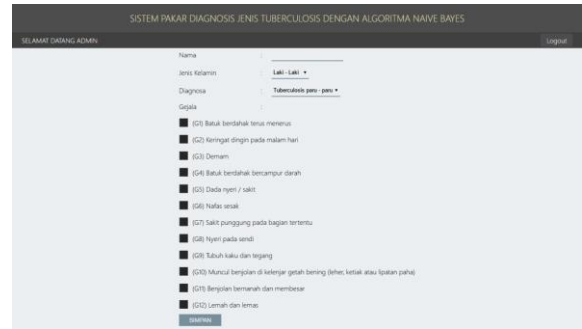 SISTEM PAKAR DIAGNOSIS JENIS TUBERCULOSIS DENGAN ALGORITMA NAIVE BAYES
SELAMAT DATANG ADMIN Logout
Nama :
Jenis Kelamin : Laki - Laki
Diagnosa : Tuberculosis paru - paru
Gejala :
(G1) Batuk berdahak terus menerus
(G2) Keringat dingin pada malam hari
(G3) Demam
(G4) Batuk berdahak bercampur darah
(G5) Dada nyeri / sakit
(G6) Nafas sesak
(G7) Sakit punggung pada bagian tertentu
(G8) Nyeri pada sendi
(G9) Tubuh kaku dan tegang
(G10) Muncul benjolan di kelenjar getah bening (leher, ketiak atau lipatan paha)
(G11) Benjolan bernanah dan membesar
(G12) Lemah dan lemas
SIMPAN